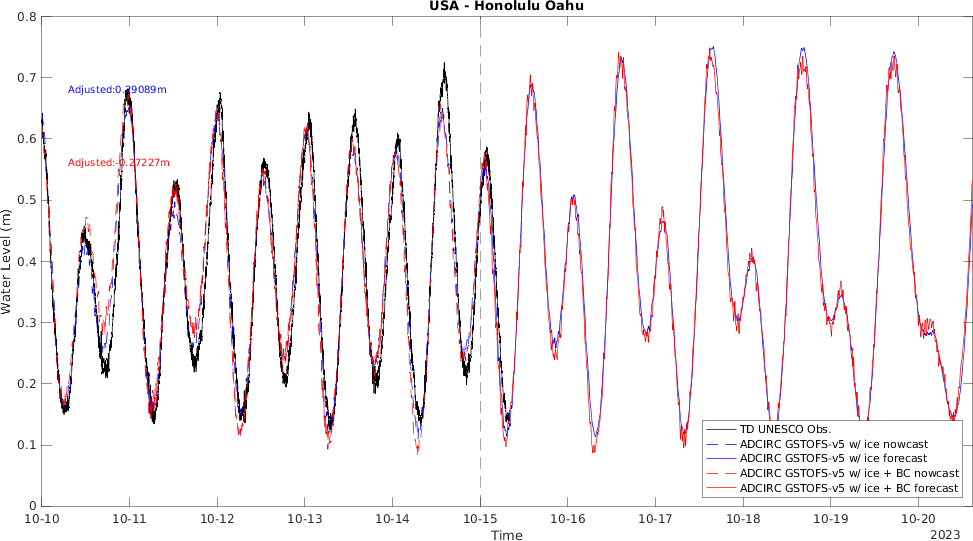 USA - Honolulu Oahu
0.8
0.7
0.6
0.5
0.4
0.3
0.2
0.1
0
Water Level (m)
Adjusted:0.29089m
Adjusted:-0.27227m
TD UNESCO Obs.
ADCIRC GSTOFS-v5 w/ ice nowcast
ADCIRC GSTOFS-v5 w/ ice forecast
ADCIRC GSTOFS-v5 w/ ice + BC nowcast
ADCIRC GSTOFS-v5 w/ ice + BC forecast
10-10 10-11 10-12 10-13 10-14 10-15 10-16 10-17 10-18 10-19 10-20
Time
2023